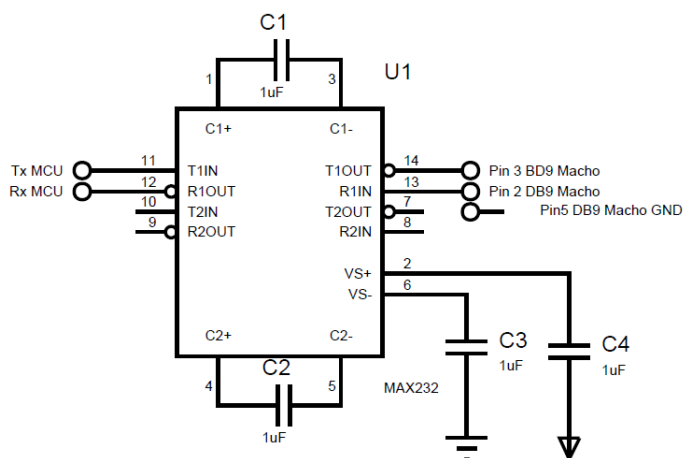 C1
1uF
U1
1
3
C1+
C1-
Tx MCU
11
T1IN
T1OUT
14
Pin 3 BD9 Macho
Rx MCU
12
R1OUT
R1IN
13
Pin 2 DB9 Macho
10
T2IN
T2OUT
7
Pin5 DB9 Macho GND
9
R2OUT
R2IN
8
VS+
2
VS-
6
C2+
C2-
4
5
C2
1uF
MAX232
C3
1uF
C4
1uF